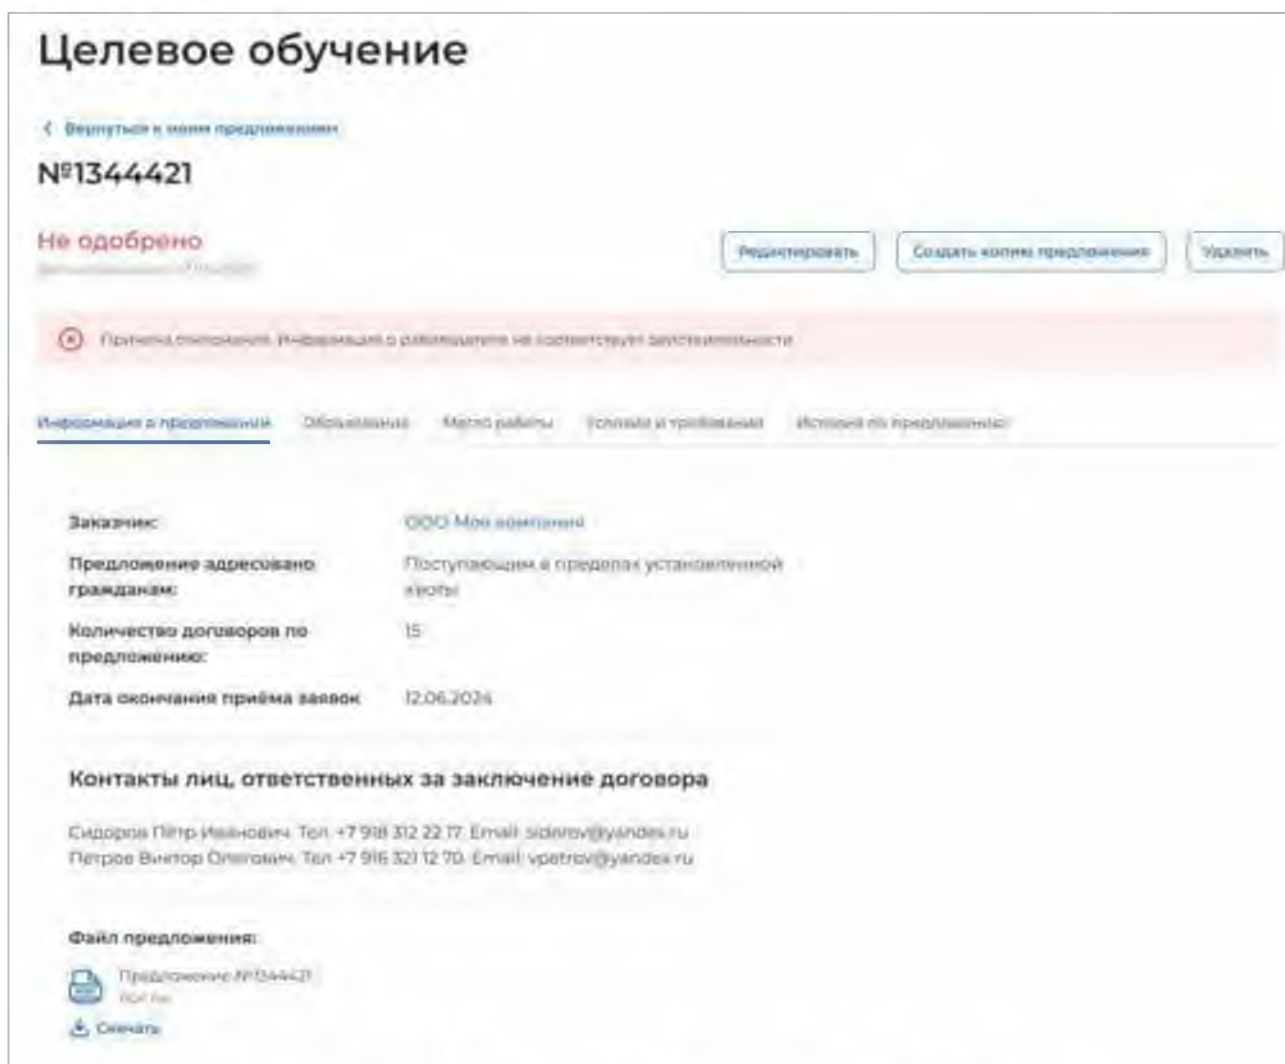 Целевое обучение
Вернуться к моим предложениям
№1344421
Не одобрено
Редактировать
Создать копию предложения
Удалить
Причина отклонения. Информация о работодателе не соответствует действительности
Информация о предложении
Образование
Место работы
Условия и требования
История по предложению
Заказчик:
ООО Моя компания
Предложение адресовано
гражданам:
Поступающим в пределах установленной
квоты
Количество договоров по
предложению:
15
Дата окончания приёма заявок
12.06.2024
Контакты лиц, ответственных за заключение договора
Сидоров Пётр Иванович. Тел. +7 918 312 22 17. Email: sidorov@yandex.ru
Петров Виктор Олегович. Тел. +7 916 321 12 70. Email: vpetrov@yandex.ru
Файл предложения:
Предложение №1344421
Скачать